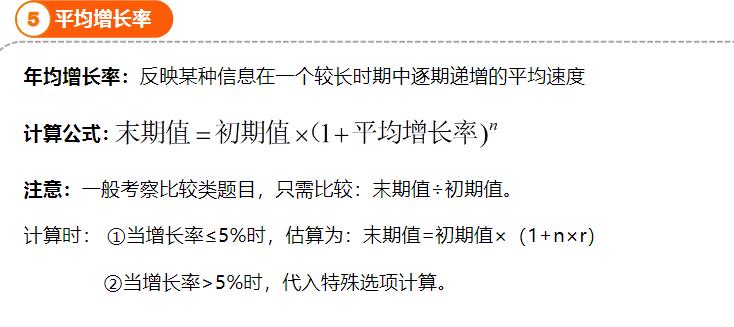 5 平均增长率
年均增长率：反映某种信息在一个较长时期中逐期递增的平均速度
计算公式：末期值=初期值×(1+平均增长率)ⁿ
注意：一般考察比较类题目，只需比较：末期值÷初期值。
计算时：①当增长率≤5%时，估算为：末期值=初期值×（1+n×r）
②当增长率>5%时，代入特殊选项计算。